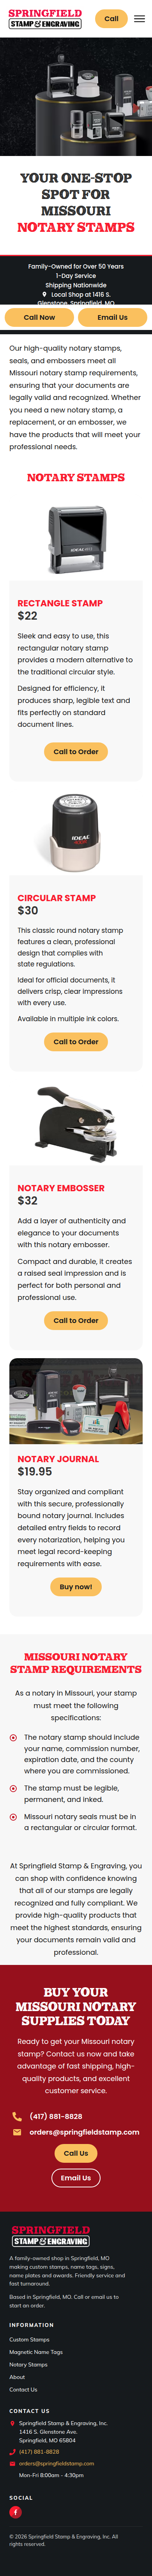 SPRINGFIELD
STAMP & ENGRAVING
Call
YOUR ONE-STOP
SPOT FOR
MISSOURI
NOTARY STAMPS
Family-Owned for Over 50 Years
1-Day Service
Shipping Nationwide
Local Shop at 1416 S.
Glenstone, Springfield, MO
Call Now
Email Us
Our high-quality notary stamps,
seals, and embossers meet all
Missouri notary stamp requirements,
ensuring that your documents are
legally valid and recognized. Whether
you need a new notary stamp, a
replacement, or an embosser, we
have the products that will meet your
professional needs.
NOTARY STAMPS
RECTANGLE STAMP
$22
Sleek and easy to use, this
rectangular notary stamp
provides a modern alternative to
the traditional circular style.
Designed for efficiency, it
produces sharp, legible text and
fits perfectly on standard
document lines.
Call to Order
IDEAL
CIRCULAR STAMP
$30
This classic round notary stamp
features a clean, professional
design that complies with
state regulations.
Ideal for official documents, it
delivers crisp, clear impressions
with every use.
Available in multiple ink colors.
Call to Order
NOTARY EMBOSSER
$32
Add a layer of authenticity and
elegance to your documents
with this notary embosser.
Compact and durable, it creates
a raised seal impression and is
perfect for both personal and
professional use.
Call to Order
NOTARY JOURNAL
$19.95
Stay organized and compliant
with this secure, professionally
bound notary journal. Includes
detailed entry fields to record
every notarization, helping you
meet legal record-keeping
requirements with ease.
Buy now!
MISSOURI NOTARY
STAMP REQUIREMENTS
As a notary in Missouri, your stamp
must meet the following
specifications:
The notary stamp should include
your name, commission number,
expiration date, and the county
where you are commissioned.
The stamp must be legible,
permanent, and inked.
Missouri notary seals must be in
a rectangular or circular format.
At Springfield Stamp & Engraving, you
can shop with confidence knowing
that all of our stamps are legally
recognized and fully compliant. We
provide high-quality products that
meet the highest standards, ensuring
your documents remain valid and
professional.
BUY YOUR
MISSOURI NOTARY
SUPPLIES TODAY
Ready to get your Missouri notary
stamp? Contact us now and take
advantage of fast shipping, high-
quality products, and excellent
customer service.
(417) 881-8828
orders@springfieldstamp.com
Call Us
Email Us
SPRINGFIELD
STAMP & ENGRAVING
A family-owned shop in Springfield, MO
making custom stamps, name tags, signs,
name plates and awards. Friendly service and
fast turnaround.
Based in Springfield, MO. Call or email us to
start an order.
INFORMATION
Custom Stamps
Magnetic Name Tags
Notary Stamps
About
Contact Us
CONTACT US
Springfield Stamp & Engraving, Inc.
1416 S. Glenstone Ave.
Springfield, MO 65804
(417) 881-8828
orders@springfieldstamp.com
Mon-Fri 8:00am - 4:30pm
SOCIAL
© 2026 Springfield Stamp & Engraving, Inc. All
rights reserved.